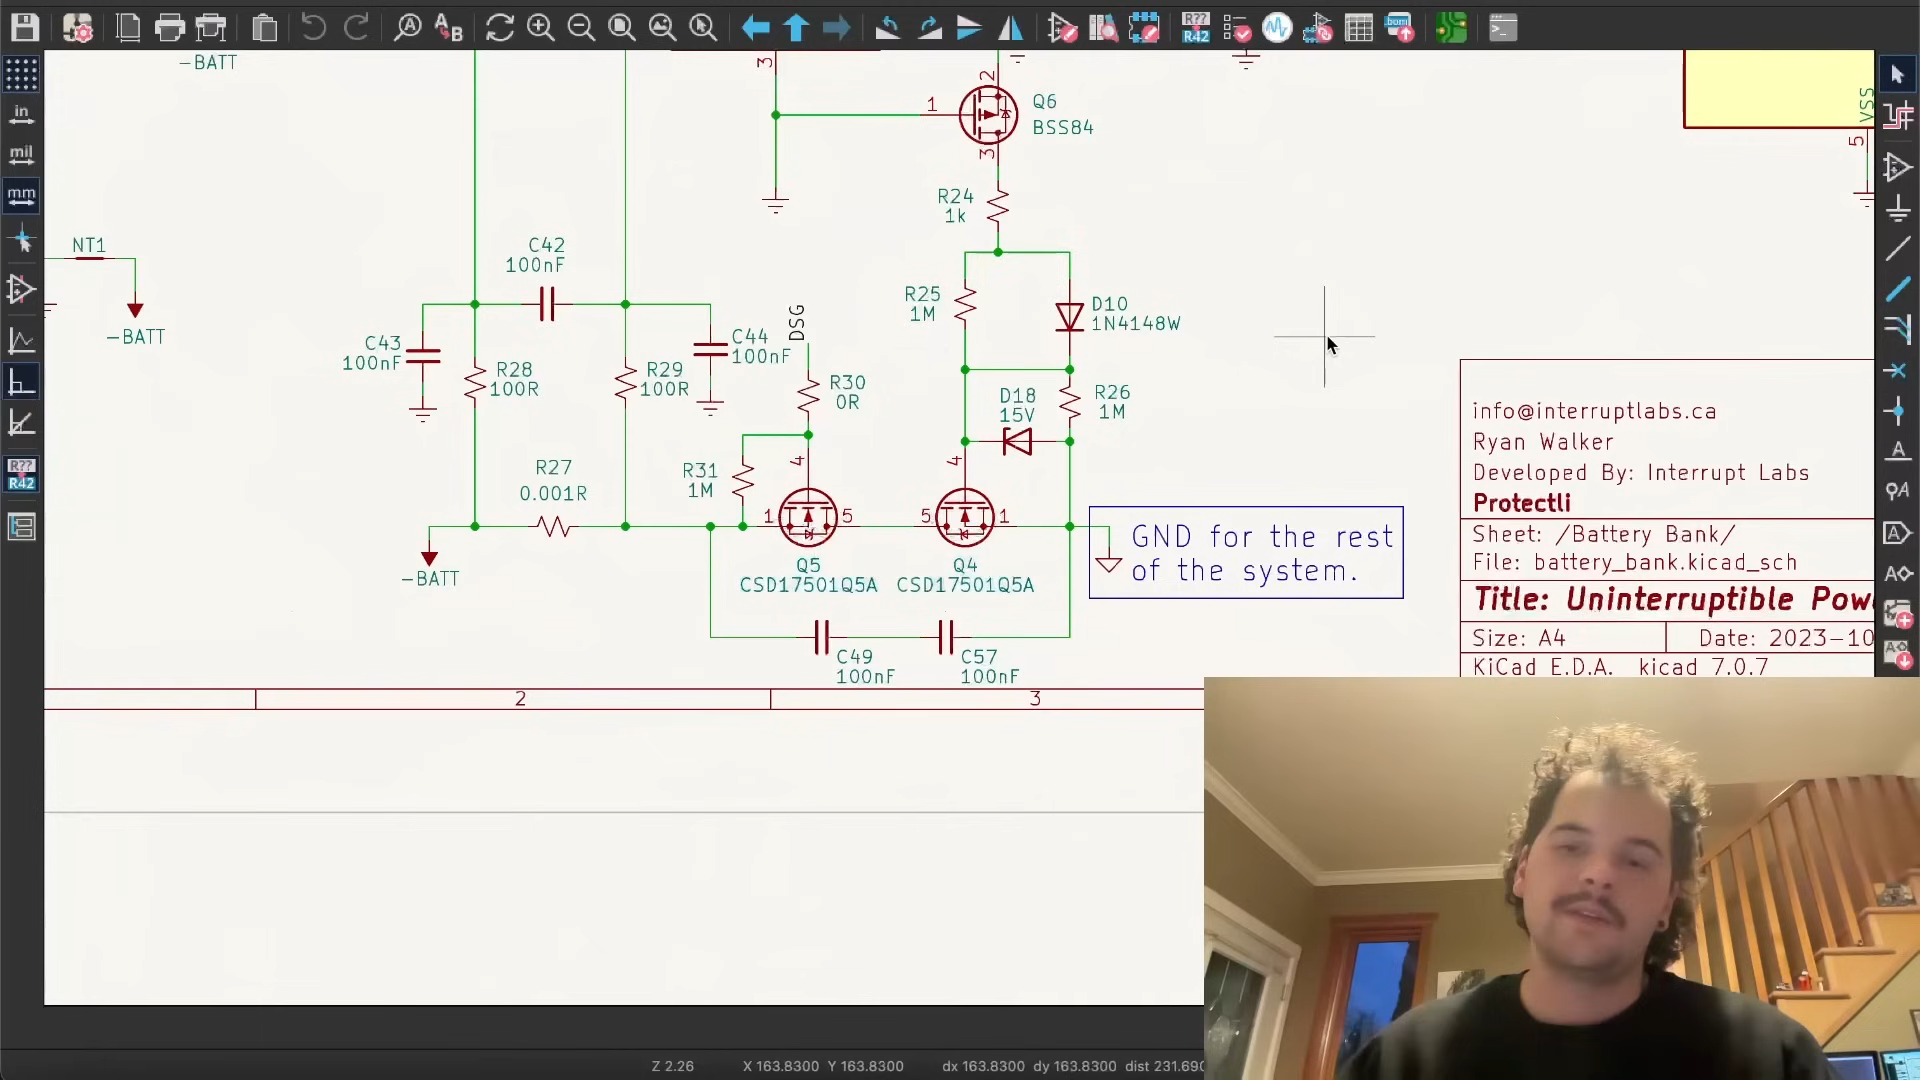 R??
R42
bom
in
mil
mm
R??
R42
-BATT
3
2
1
Q6
BSS84
3
VSS
5
R24
1k
NT1
-BATT
C42
100nF
R25
1M
D10
1N4148W
DSG
C43
100nF
R28
100R
R29
100R
C44
100nF
R30
0R
D18
15V
R26
1M
R27
0.001R
R31
1M
4
4
1
5
5
1
-BATT
Q5
CSD17501Q5A
Q4
CSD17501Q5A
GND for the rest
of the system.
C49
100nF
C57
100nF
2
3
info@interruptlabs.ca
Ryan Walker
Developed By: Interrupt Labs
Protectli
Sheet: /Battery Bank/
File: battery_bank.kicad_sch
Title: Uninterruptible Pow
Size: A4
Date: 2023-10
KiCad E.D.A. kicad 7.0.7
Z 2.26
X 163.8300 Y 163.8300
dx 163.8300 dy 163.8300 dist 231.690